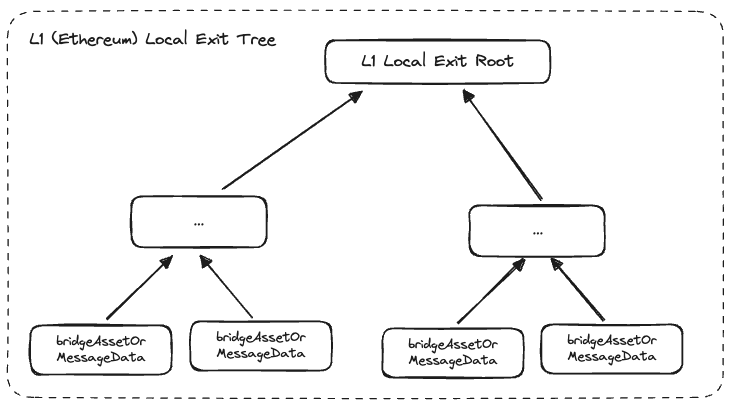 L1 (Ethereum) Local Exit Tree
L1 Local Exit Root
...
...
bridgeAssetOr
MessageData
bridgeAssetOr
MessageData
bridgeAssetOr
MessageData
bridgeAssetOr
MessageData